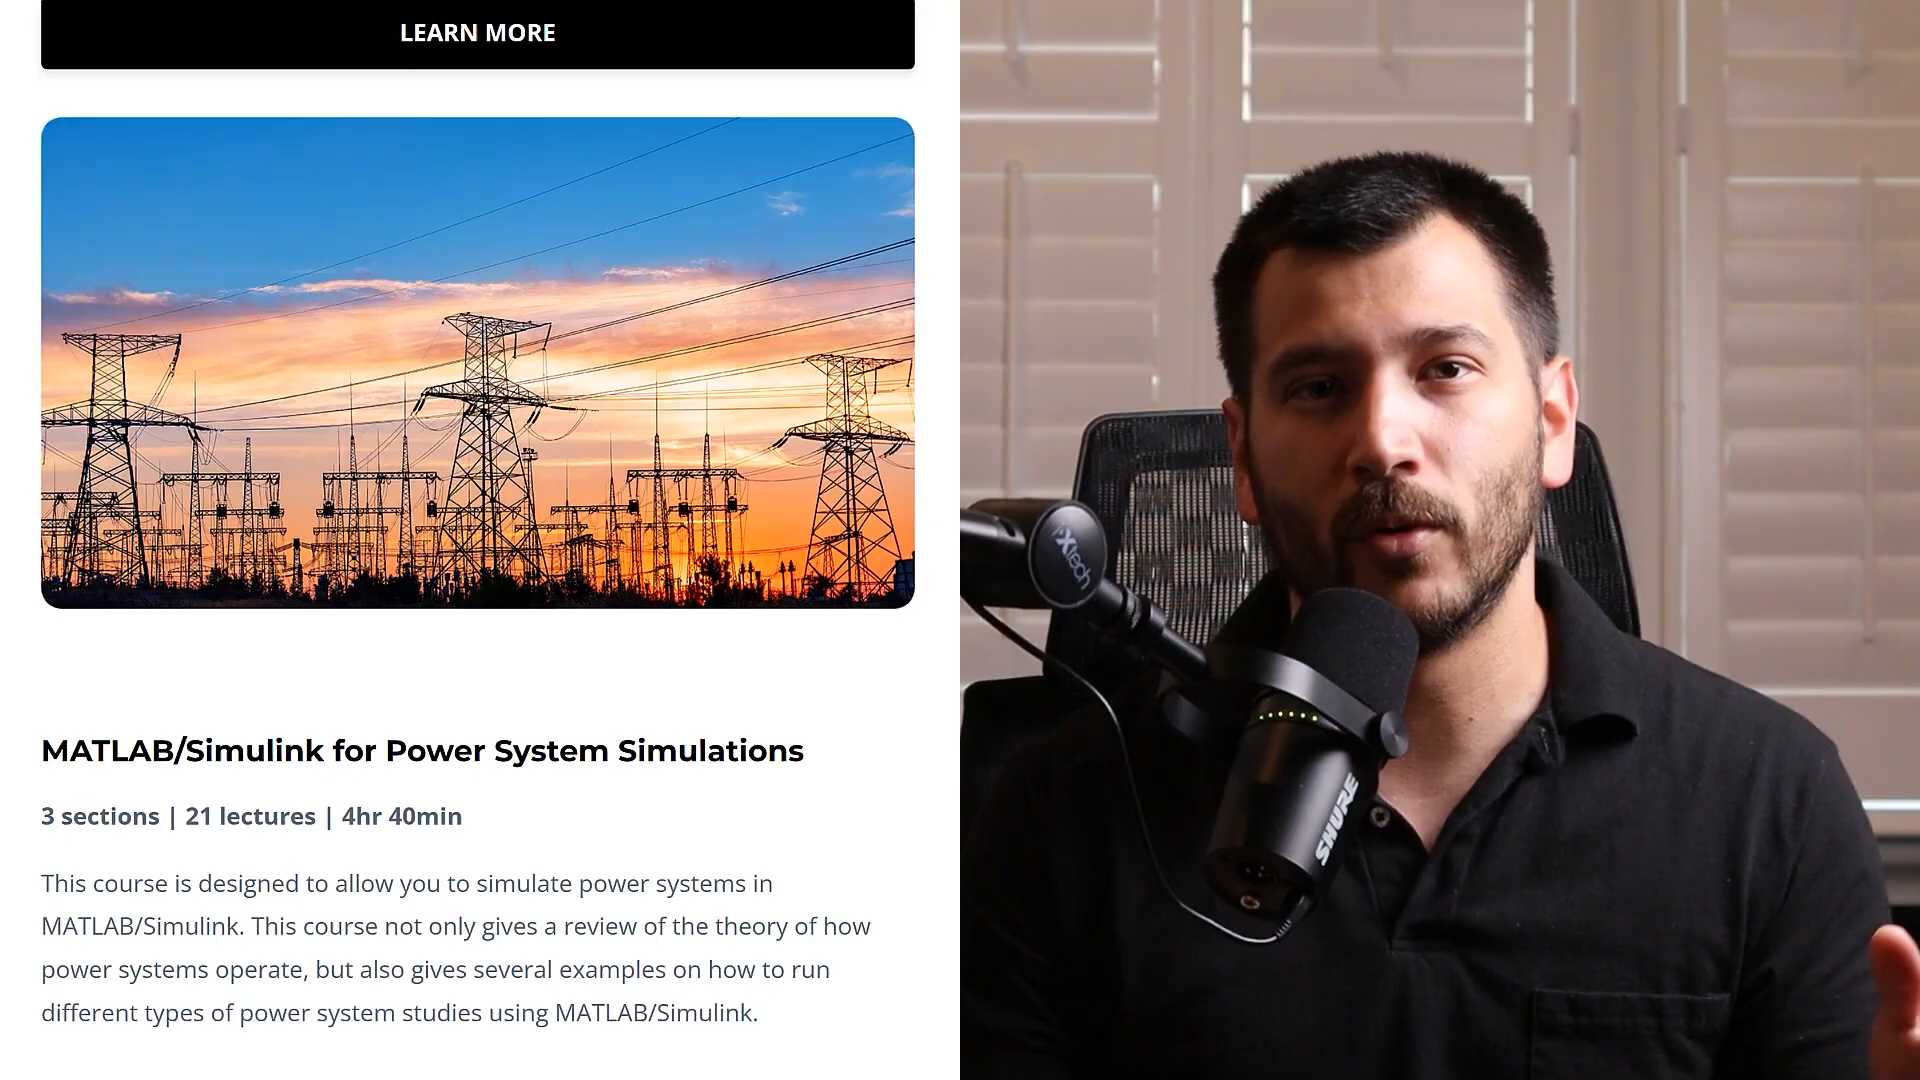 LEARN MORE
MATLAB/Simulink for Power System Simulations
3 sections | 21 lectures | 4hr 40min
This course is designed to allow you to simulate power systems in
MATLAB/Simulink. This course not only gives a review of the theory of how
power systems operate, but also gives several examples on how to run
different types of power system studies using MATLAB/Simulink.
iXtech
SHURE